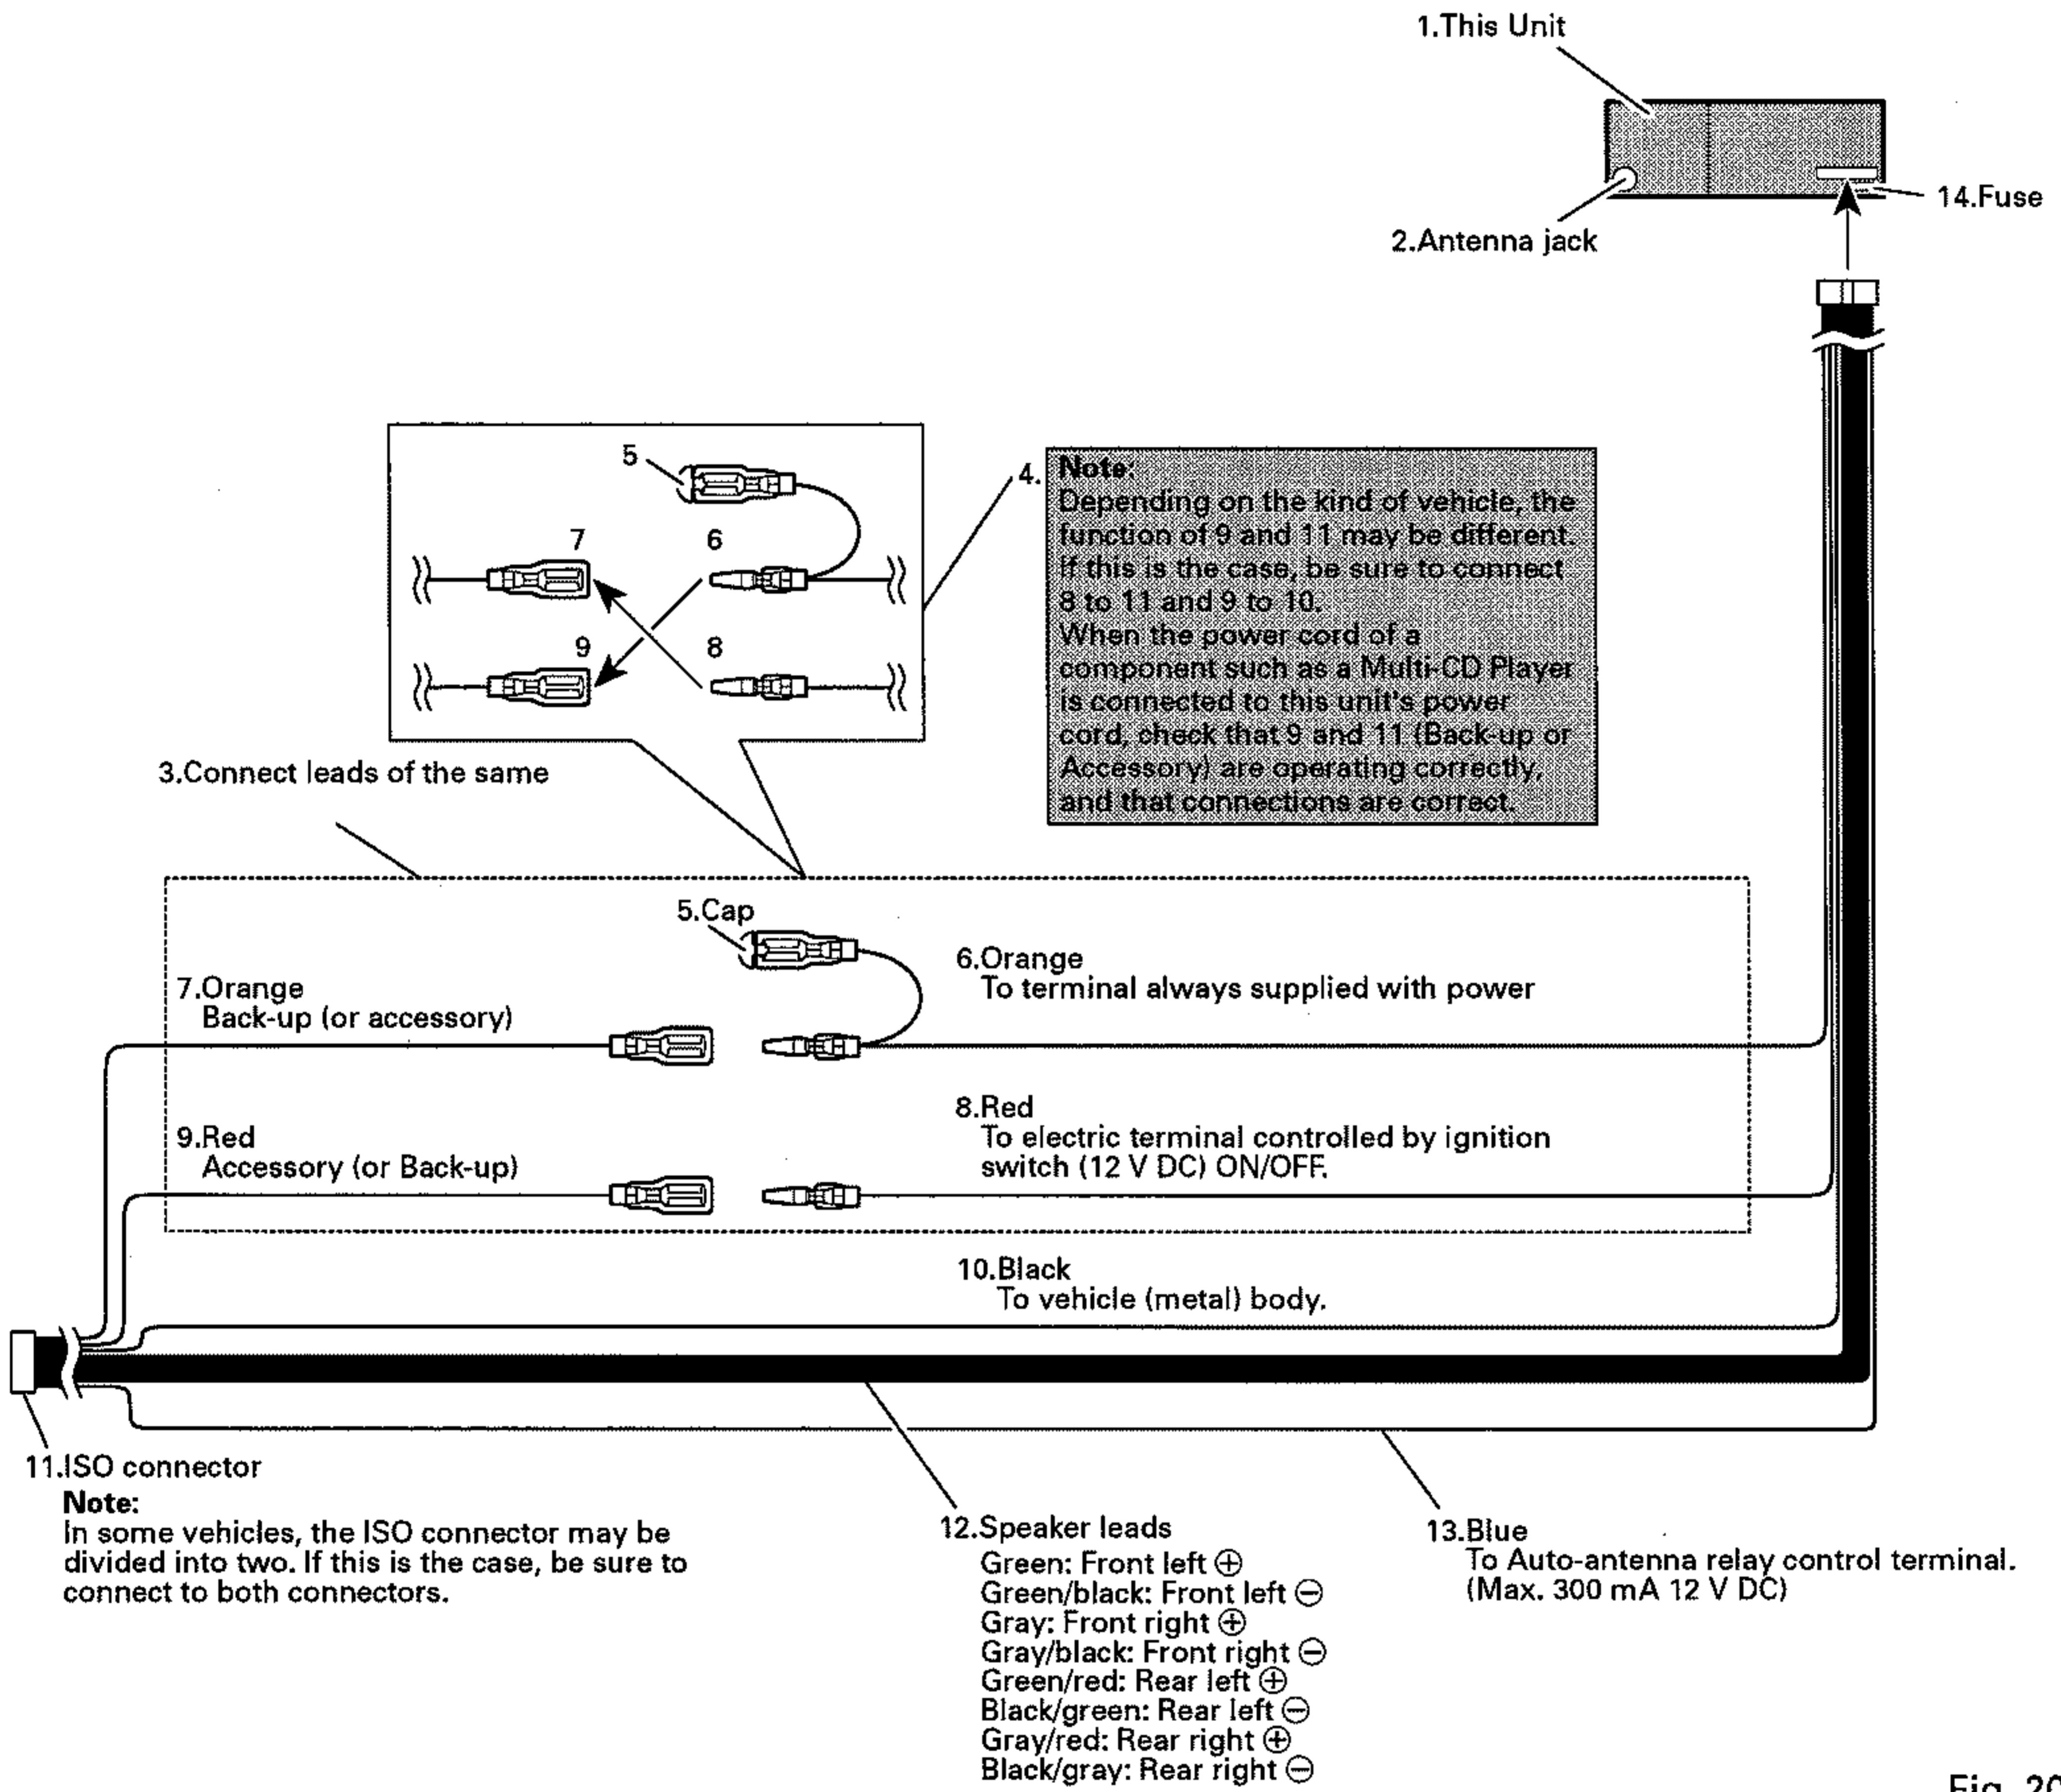 1.This Unit
14.Fuse
2.Antenna jack
5
7
6
9
8
4.
Note:
Depending on the kind of vehicle, the
function of 9 and 11 may be different.
If this is the case, be sure to connect
8 to 11 and 9 to 10.
When the power cord of a
component such as a Multi-CD Player
is connected to this unit's power
cord, check that 9 and 11 (Back-up or
Accessory) are operating correctly,
and that connections are correct.
3.Connect leads of the same
5.Cap
7.Orange
Back-up (or accessory)
6.Orange
To terminal always supplied with power
9.Red
Accessory (or Back-up)
8.Red
To electric terminal controlled by ignition
switch (12 V DC) ON/OFF.
10.Black
To vehicle (metal) body.
11.ISO connector
Note:
In some vehicles, the ISO connector may be
divided into two. If this is the case, be sure to
connect to both connectors.
12.Speaker leads
Green: Front left ⊕
Green/black: Front left ⊖
Gray: Front right ⊕
Gray/black: Front right ⊖
Green/red: Rear left ⊕
Black/green: Rear left ⊖
Gray/red: Rear right ⊕
Black/gray: Rear right ⊖
13.Blue
To Auto-antenna relay control terminal.
(Max. 300 mA 12 V DC)
Fig. 20